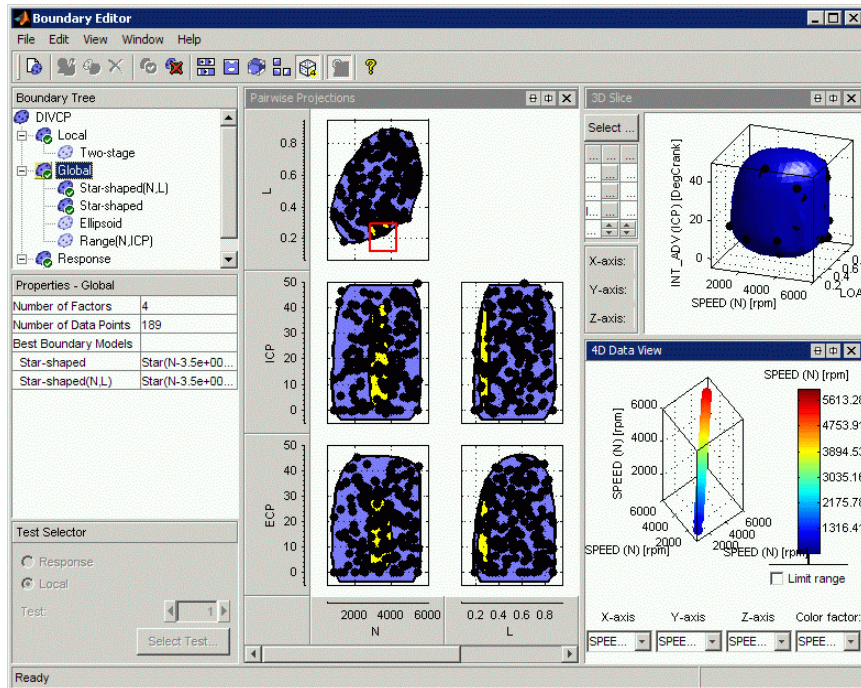 Boundary Editor
File Edit View Window Help
Boundary Tree
DIVCP
Local
Two-stage
Global
Star-shaped(N,L)
Star-shaped
Ellipsoid
Range(N,ICP)
Response
Properties - Global
Number of Factors 4
Number of Data Points 189
Best Boundary Models
Star-shaped Star(N-3.5e+00...
Star-shaped(N,L) Star(N-3.5e+00...
Test Selector
Response
Local
Test: 1
Select Test...
Pairwise Projections
0.8
0.6
L
0.4
0.2
50
40
30
ICP
20
10
0
50
40
30
ECP
20
10
0
2000 4000 6000
N
0.2 0.4 0.6 0.8
L
3D Slice
Select ...
... ... ...
X-axis:
Y-axis:
Z-axis:
INT_ADV (ICP) [DegCrank]
40
20
0
2000 4000 6000
SPEED (N) [rpm]
0.2 0.4 0.6 0.8
LOA
4D Data View
SPEED (N) [rpm]
SPEED (N) [rpm]
6000
4000
2000
6000
4000
2000
6000
4000
2000
SPEED (N) [rpm]
SPEED (N) [rpm]
5613.28
4753.91
3894.53
3035.16
2175.78
1316.41
Limit range
X-axis Y-axis Z-axis Color factor:
SPEE... SPEE... SPEE... SPEE...
Ready